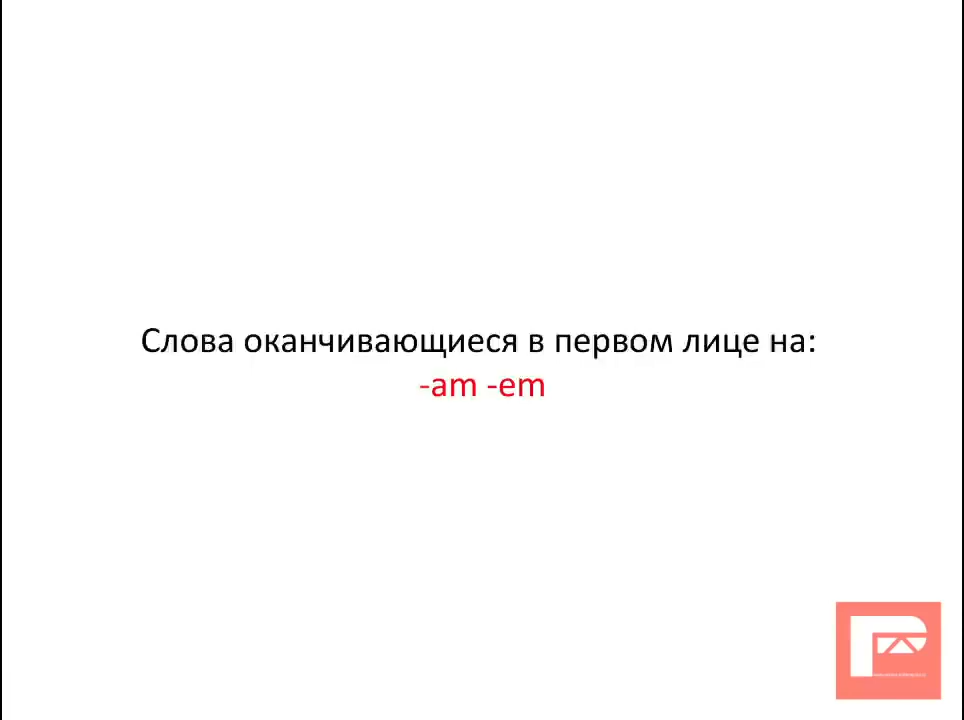 Слова оканчивающиеся в первом лице на:
-am -em